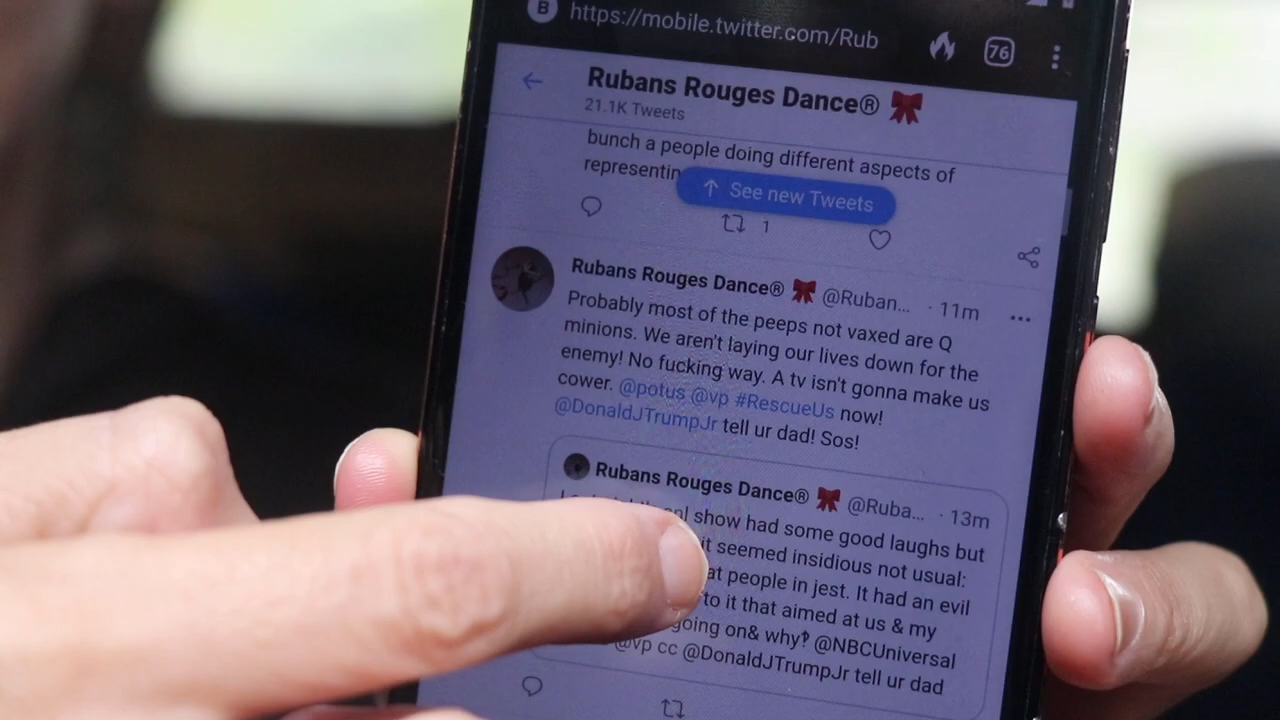 B https://mobile.twitter.com/Rub 76
Rubans Rouges Dance®
21.1K Tweets
bunch a people doing different aspects of
representin
↑ See new Tweets
1
Rubans Rouges Dance® @Ruban... · 11m
Probably most of the peeps not vaxed are Q
minions. We aren't laying our lives down for the
enemy! No fucking way. A tv isn't gonna make us
cower. @potus @vp #RescueUs now!
@DonaldJTrumpJr tell ur dad! Sos!
Rubans Rouges Dance® @Ruba... · 13m
show had some good laughs but
it seemed insidious not usual:
at people in jest. It had an evil
to it that aimed at us & my
going on& why‽ @NBCUniversal
@vp cc @DonaldJTrumpJr tell ur dad